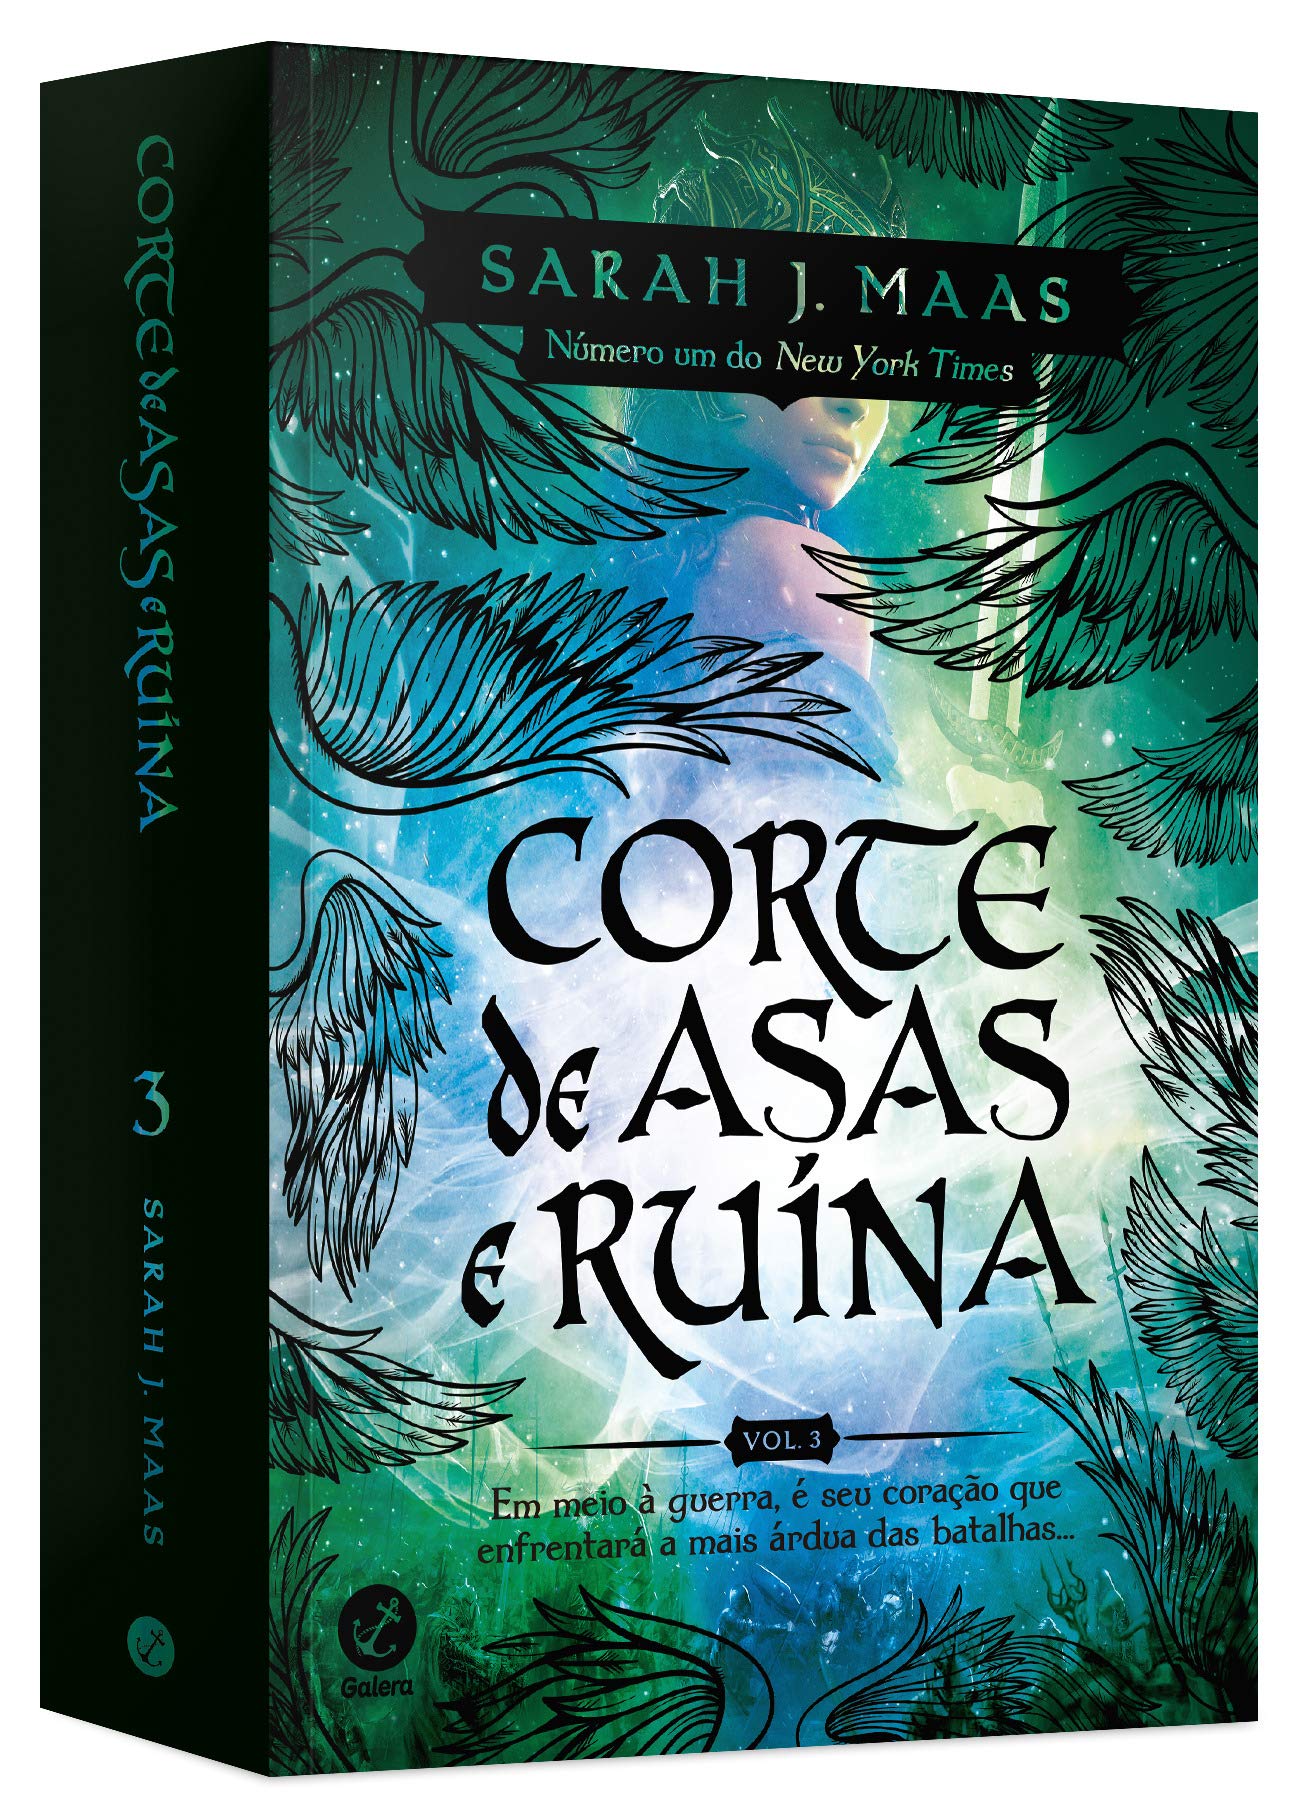 CORTE de ASAS e RUÍNA
3
SARAH J. MAAS
SARAH J. MAAS
Número um do New York Times
CORTE
de ASAS
e RUÍNA
VOL. 3
Em meio à guerra, é seu coração que
enfrentará a mais árdua das batalhas...
Galera